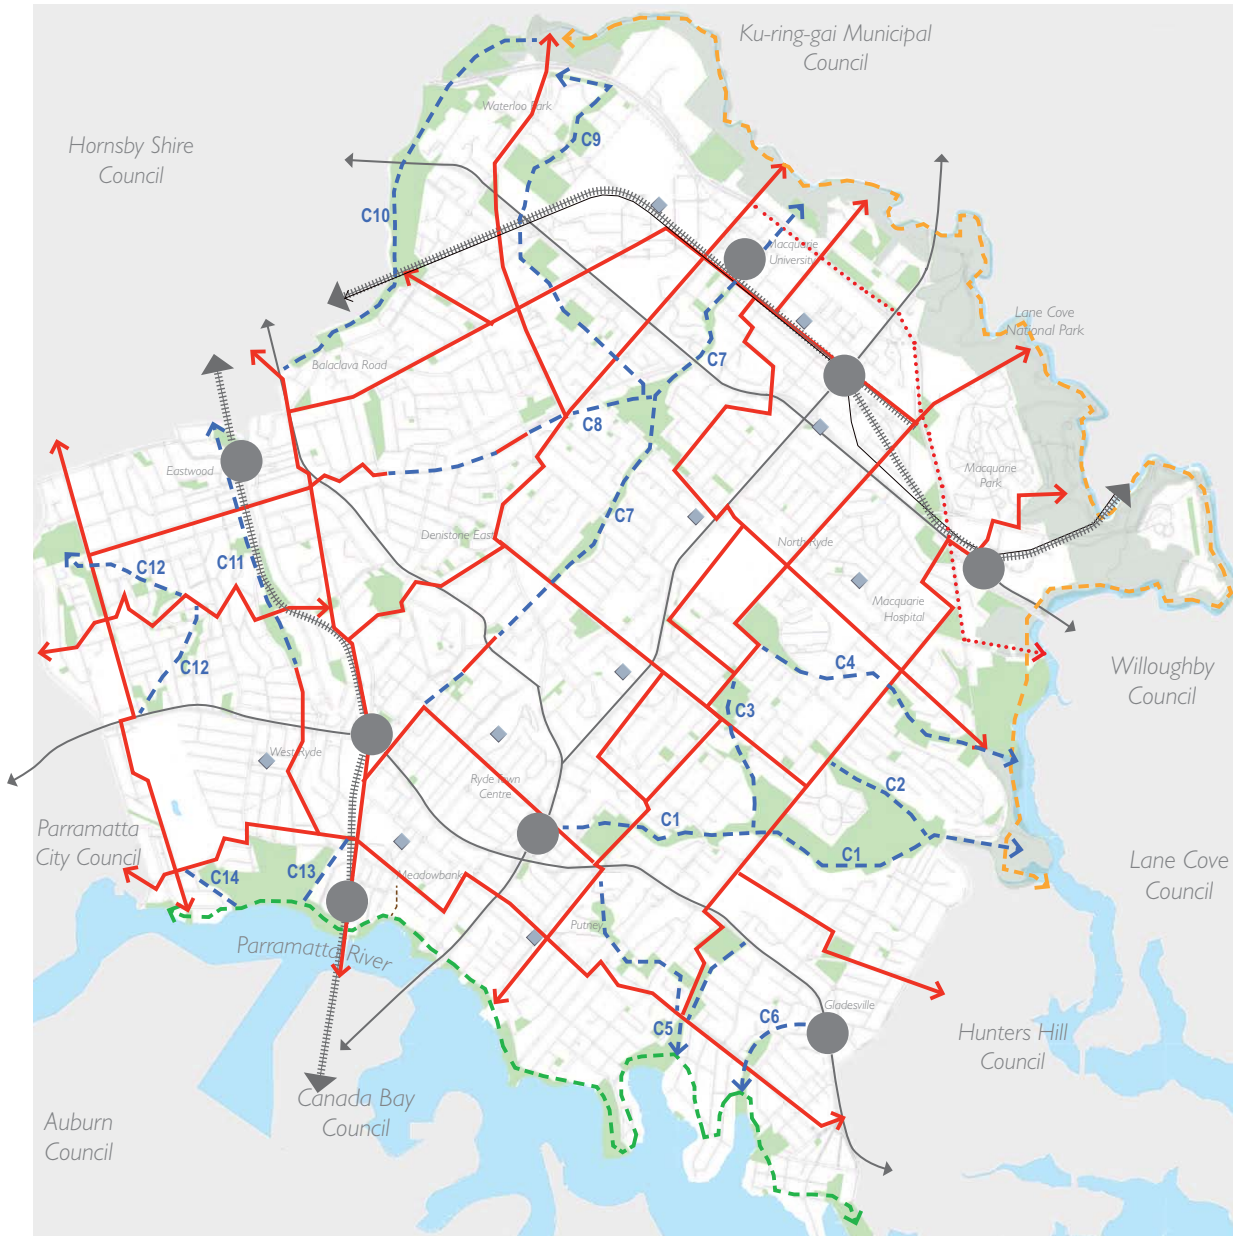 Ku-ring-gai Municipal
Council
Hornsby Shire
Council
Waterloo Park
C9
C10
Macquarie
University
Lane Cove
National Park
Balaclava Road
C7
C8
Eastwood
Macquarie
Park
C7
Denistone East
North Ryde
C12
C11
Macquarie
Hospital
C12
C4
Willoughby
Council
C3
West Ryde
Ryde Town
Centre
C2
C1
Parramatta
City Council
C1
Lane Cove
Council
C14
C13
Meadowbank
Putney
Parramatta River
Gladesville
C5
C6
Hunters Hill
Council
Canada Bay
Council
Auburn
Council